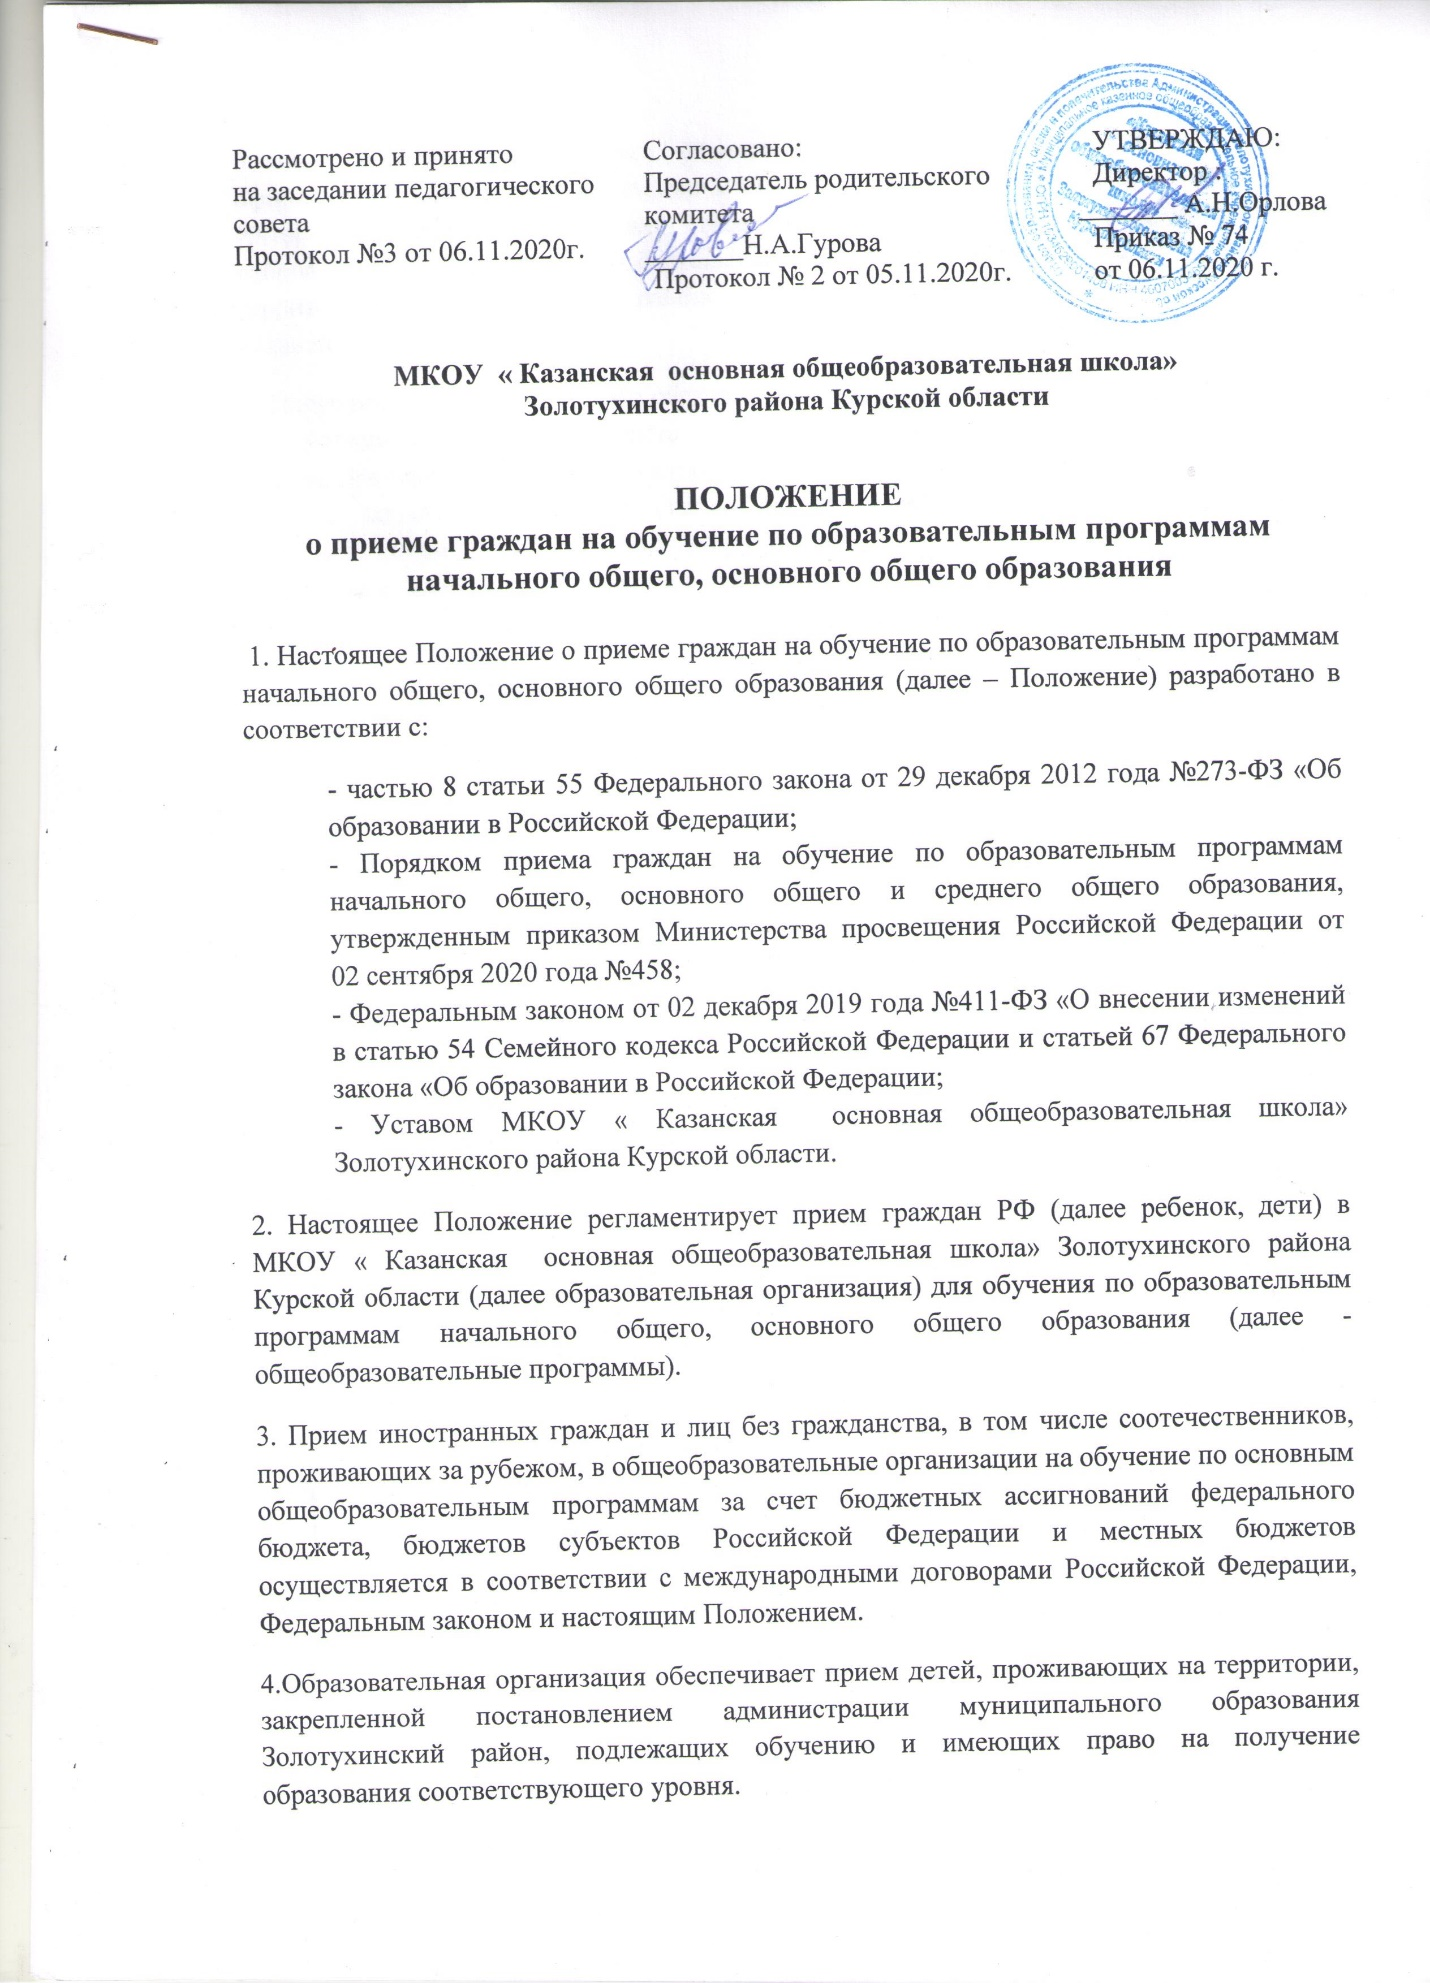 Рассмотрено и принято
на заседании педагогического
совета
Протокол №3 от 06.11.2020г.
Согласовано:
Председатель родительского
комитета
_______Н.А.Гурова
Протокол № 2 от 05.11.2020г.
УТВЕРЖДАЮ:
Директор :
_______ А.Н.Орлова
Приказ № 74
от 06.11.2020 г.
МКОУ « Казанская основная общеобразовательная школа»
Золотухинского района Курской области
ПОЛОЖЕНИЕ
о приеме граждан на обучение по образовательным программам
начального общего, основного общего образования
1. Настоящее Положение о приеме граждан на обучение по образовательным программам
начального общего, основного общего образования (далее – Положение) разработано в
соответствии с:
- частью 8 статьи 55 Федерального закона от 29 декабря 2012 года №273-ФЗ «Об
образовании в Российской Федерации;
- Порядком приема граждан на обучение по образовательным программам
начального общего, основного общего и среднего общего образования,
утвержденным приказом Министерства просвещения Российской Федерации от
02 сентября 2020 года №458;
- Федеральным законом от 02 декабря 2019 года №411-ФЗ «О внесении изменений
в статью 54 Семейного кодекса Российской Федерации и статьей 67 Федерального
закона «Об образовании в Российской Федерации;
- Уставом МКОУ « Казанская основная общеобразовательная школа»
Золотухинского района Курской области.
2. Настоящее Положение регламентирует прием граждан РФ (далее ребенок, дети) в
МКОУ « Казанская основная общеобразовательная школа» Золотухинского района
Курской области (далее образовательная организация) для обучения по образовательным
программам начального общего, основного общего образования (далее -
общеобразовательные программы).
3. Прием иностранных граждан и лиц без гражданства, в том числе соотечественников,
проживающих за рубежом, в общеобразовательные организации на обучение по основным
общеобразовательным программам за счет бюджетных ассигнований федерального
бюджета, бюджетов субъектов Российской Федерации и местных бюджетов
осуществляется в соответствии с международными договорами Российской Федерации,
Федеральным законом и настоящим Положением.
4.Образовательная организация обеспечивает прием детей, проживающих на территории,
закрепленной постановлением администрации муниципального образования
Золотухинский район, подлежащих обучению и имеющих право на получение
образования соответствующего уровня.